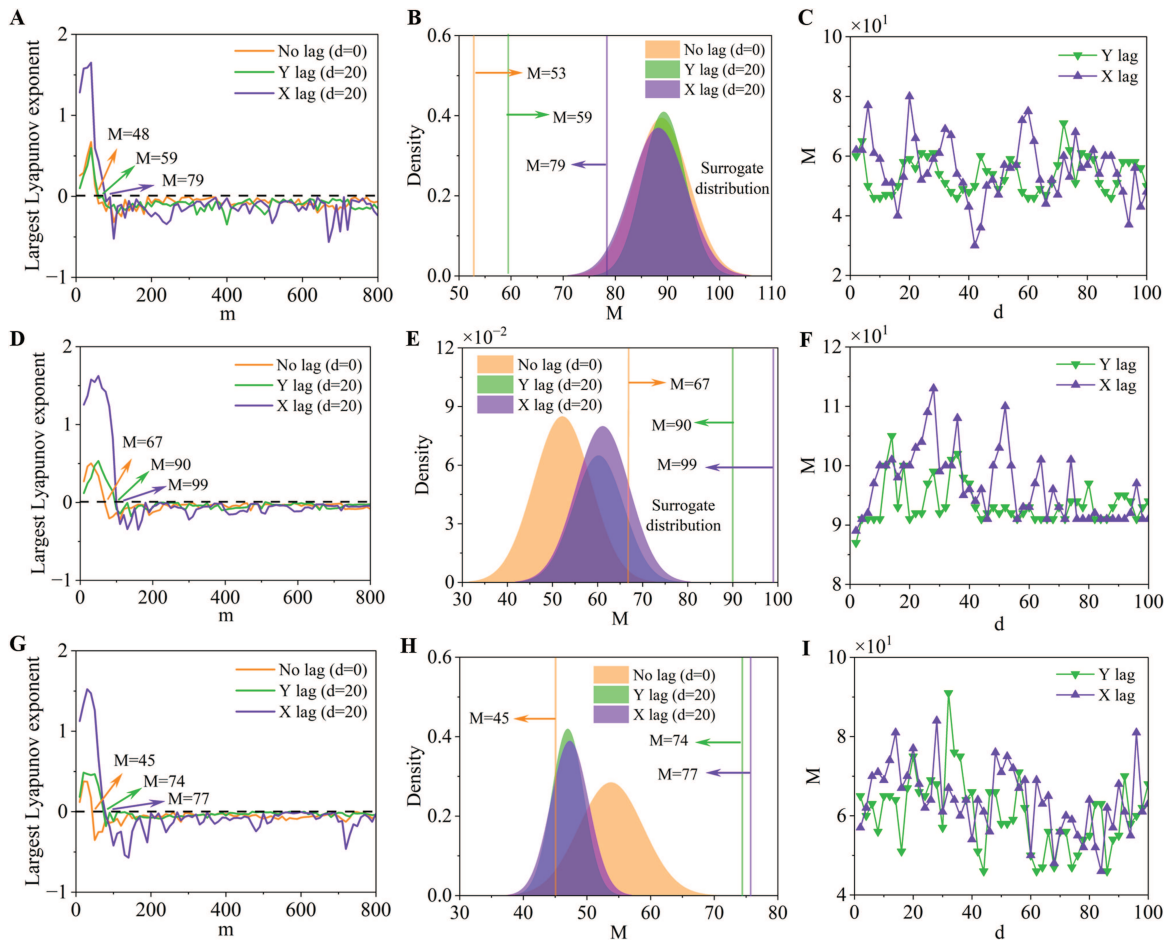 A
Largest Lyapunov exponent
2
1
0
−1
No lag (d=0)
Y lag (d=20)
X lag (d=20)
M=48
M=59
M=79
0 200 400 600 800
m
B
Density
0.6
0.4
0.2
0.0
M=53
M=59
M=79
No lag (d=0)
Y lag (d=20)
X lag (d=20)
Surrogate
distribution
50 60 70 80 90 100 110
M
C
×10¹
M
10
8
6
4
2
Y lag
X lag
0 20 40 60 80 100
d
D
Largest Lyapunov exponent
2
1
0
−1
No lag (d=0)
Y lag (d=20)
X lag (d=20)
M=67
M=90
M=99
0 200 400 600 800
m
E
×10⁻²
Density
12
8
4
0
No lag (d=0)
Y lag (d=20)
X lag (d=20)
M=67
M=90
M=99
Surrogate
distribution
30 40 50 60 70 80 90 100
M
F
×10¹
M
12
10
8
Y lag
X lag
0 20 40 60 80 100
d
G
Largest Lyapunov exponent
2
1
0
−1
No lag (d=0)
Y lag (d=20)
X lag (d=20)
M=45
M=74
M=77
0 200 400 600 800
m
H
Density
0.6
0.4
0.2
0.0
No lag (d=0)
Y lag (d=20)
X lag (d=20)
M=45
M=74
M=77
30 40 50 60 70 80
M
I
×10¹
M
10
8
6
4
Y lag
X lag
0 20 40 60 80 100
d